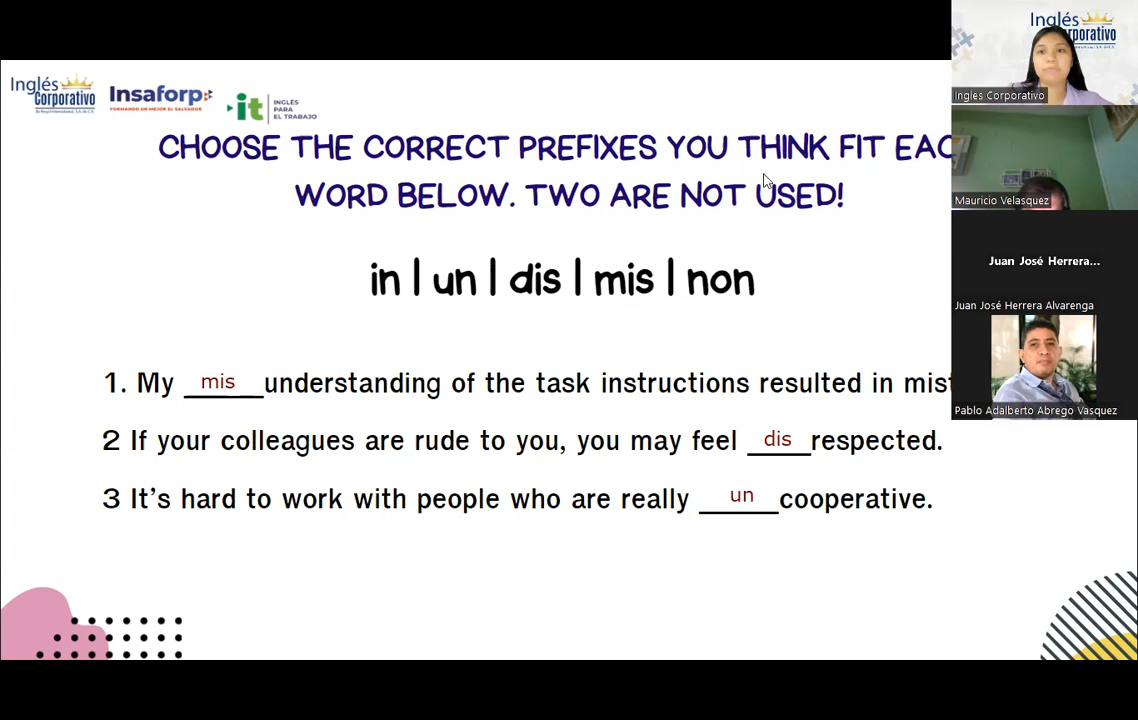 Inglés
Corporativo
Insaforp
FORMANDO UN MEJOR EL SALVADOR
it
INGLÉS
PARA
EL TRABAJO
CHOOSE THE CORRECT PREFIXES YOU THINK FIT EAC
WORD BELOW. TWO ARE NOT USED!
in | un | dis | mis | non
1. My mis understanding of the task instructions resulted in mist
2 If your colleagues are rude to you, you may feel dis respected.
3 It's hard to work with people who are really un cooperative.
Inglés
rporativo
Ingles Corporativo
Mauricio Velasquez
Juan José Herrera...
Juan José Herrera Alvarenga
Pablo Adalberto Abrego Vasquez